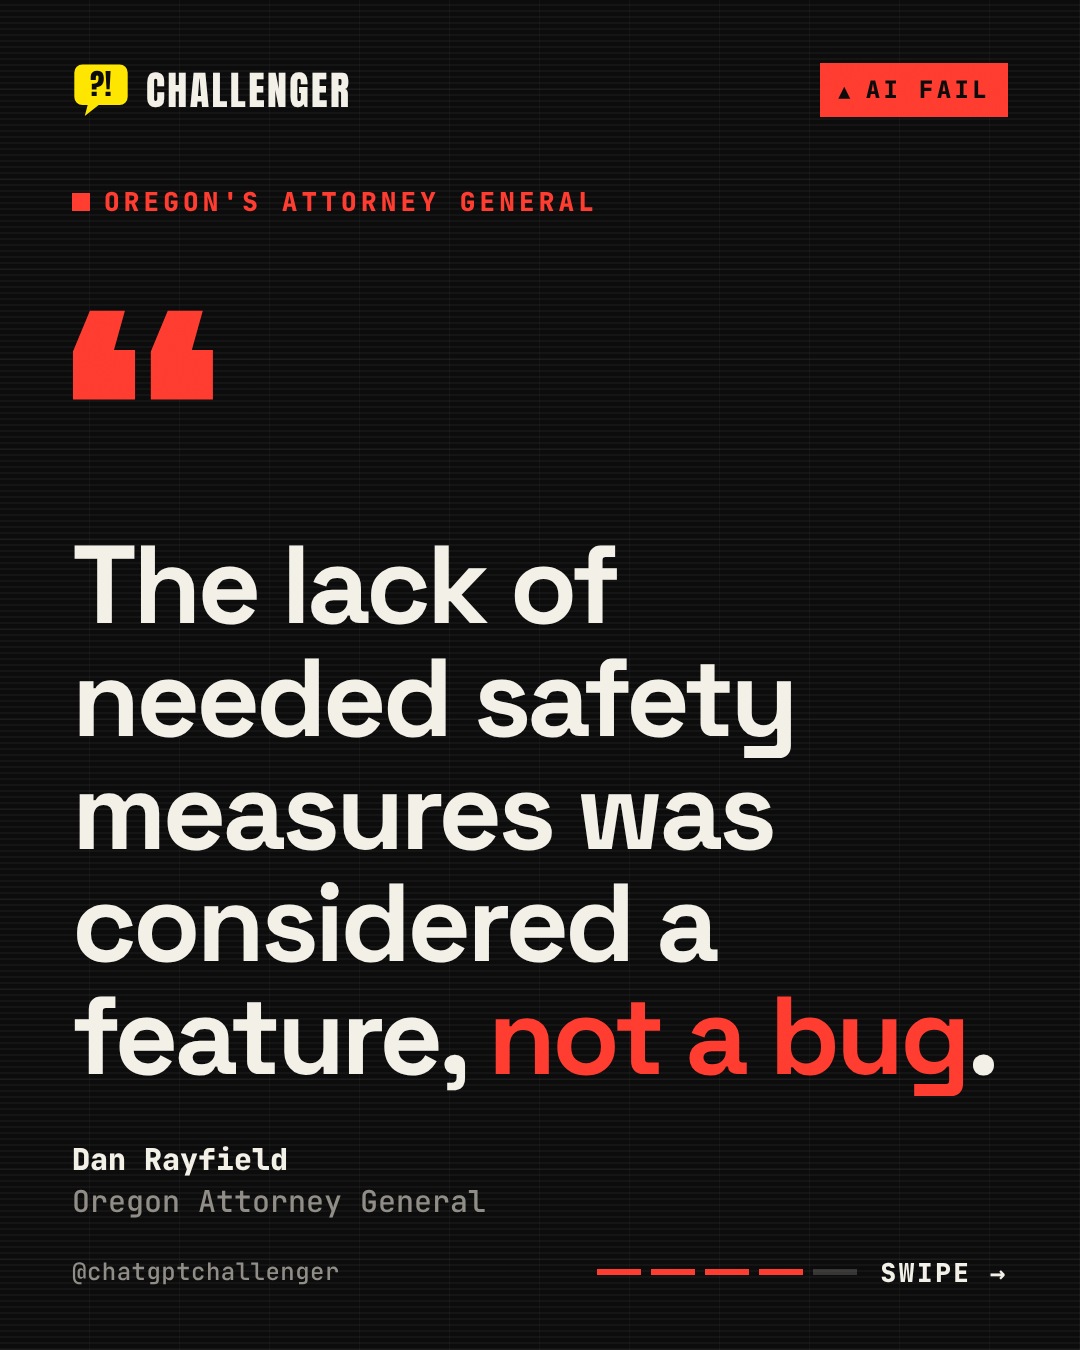 ?! CHALLENGER
▲ AI FAIL
OREGON'S ATTORNEY GENERAL
“
The lack of
needed safety
measures was
considered a
feature, not a bug.
Dan Rayfield
Oregon Attorney General
@chatgptchallenger
SWIPE →